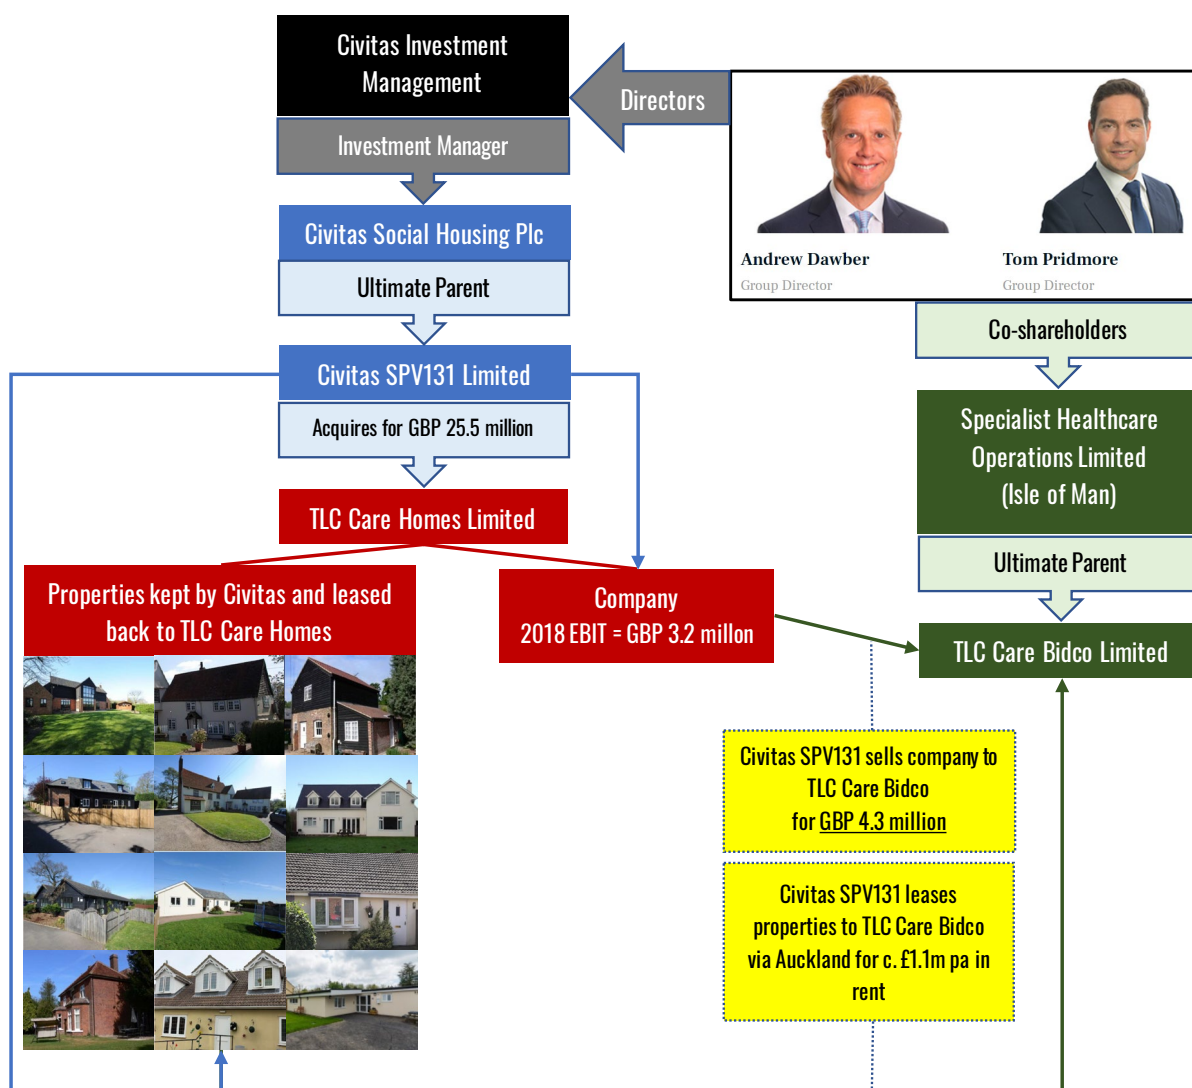 Civitas Investment
Management
Directors
Investment Manager
Civitas Social Housing Plc
Andrew Dawber
Group Director
Tom Pridmore
Group Director
Ultimate Parent
Co-shareholders
Civitas SPV131 Limited
Acquires for GBP 25.5 million
Specialist Healthcare
Operations Limited
(Isle of Man)
TLC Care Homes Limited
Ultimate Parent
Properties kept by Civitas and leased
back to TLC Care Homes
Company
2018 EBIT = GBP 3.2 millon
TLC Care Bidco Limited
Civitas SPV131 sells company to
TLC Care Bidco
for GBP 4.3 million
Civitas SPV131 leases
properties to TLC Care Bidco
via Auckland for c. £1.1m pa in
rent